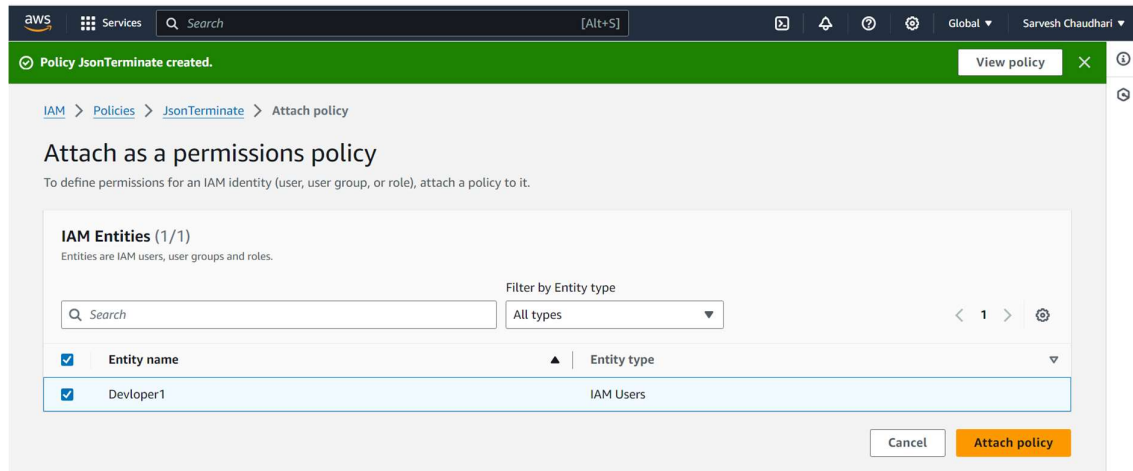 aws Services Search [Alt+S] Global Sarvesh Chaudhari
Policy JsonTerminate created. View policy
IAM > Policies > JsonTerminate > Attach policy
Attach as a permissions policy
To define permissions for an IAM identity (user, user group, or role), attach a policy to it.
IAM Entities (1/1)
Entities are IAM users, user groups and roles.
Filter by Entity type
Search All types 1
Entity name Entity type
Devloper1 IAM Users
Cancel Attach policy